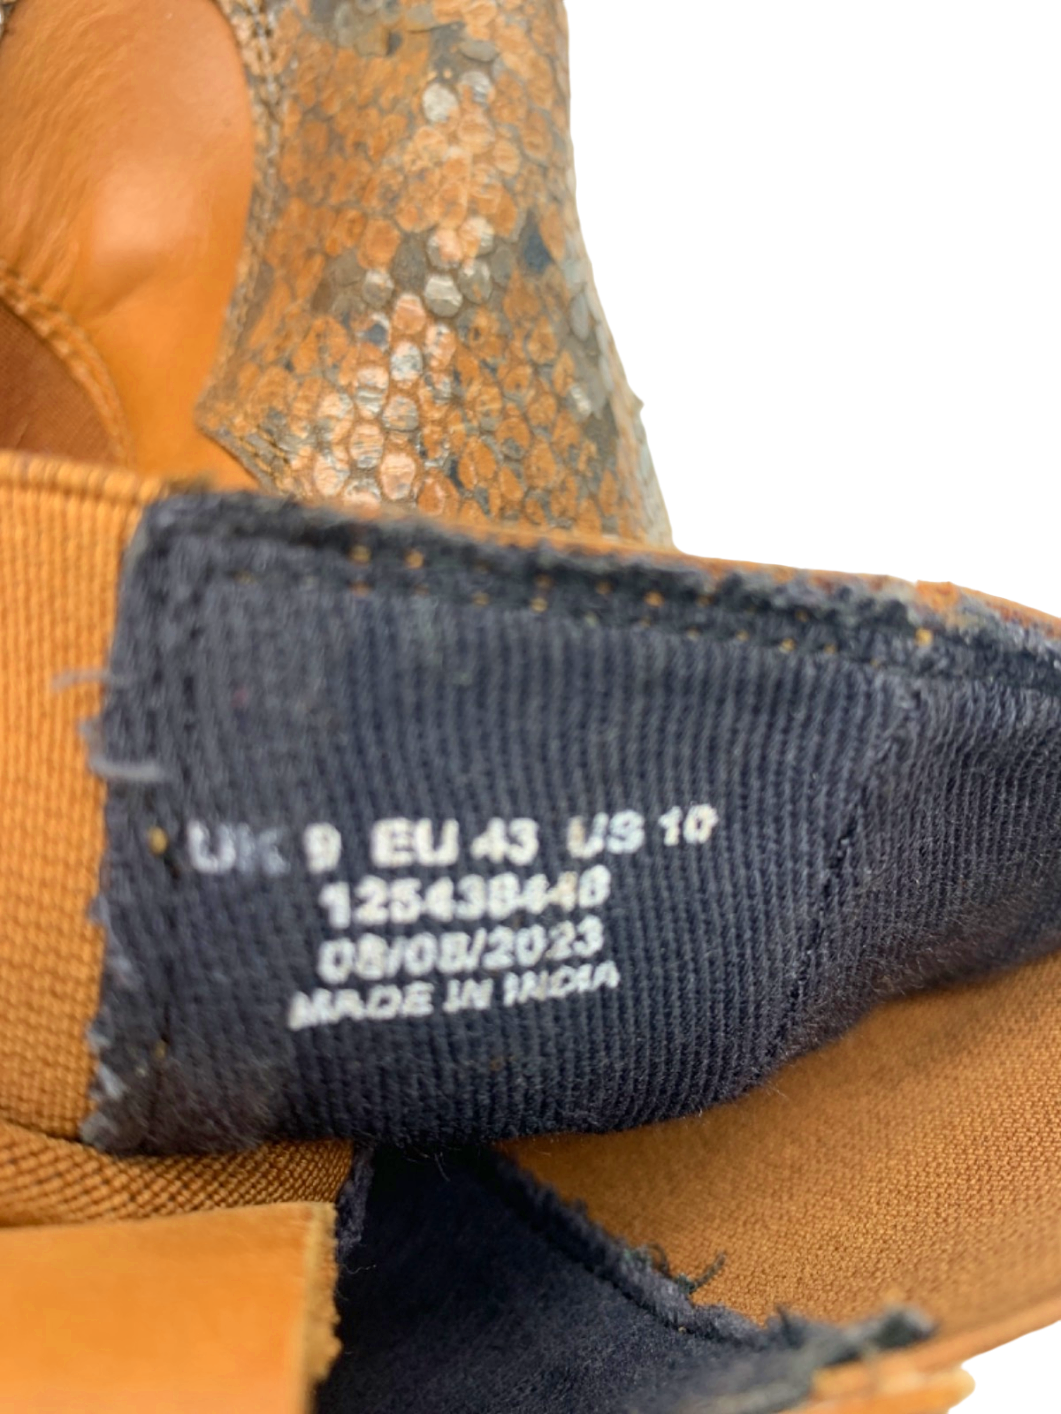 UK 9 EU 43 US 10
125438448
08/08/2023
MADE IN INDIA